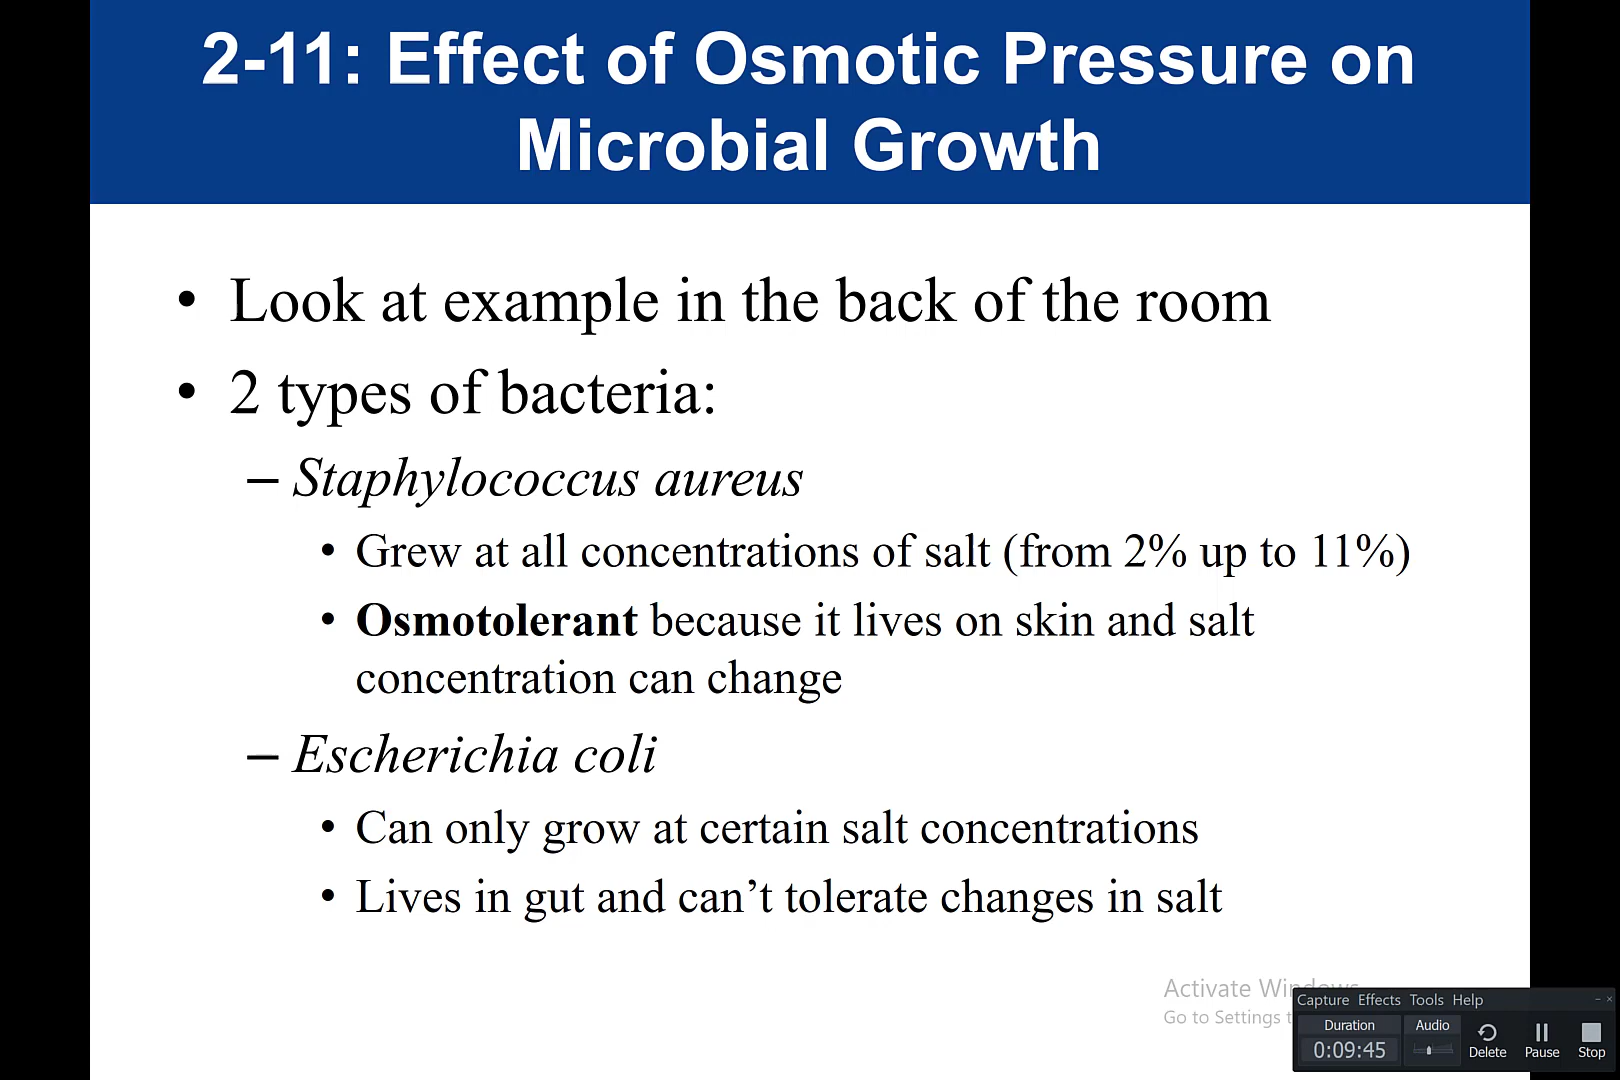 2-11: Effect of Osmotic Pressure on
Microbial Growth
• Look at example in the back of the room
• 2 types of bacteria:
– Staphylococcus aureus
• Grew at all concentrations of salt (from 2% up to 11%)
• Osmotolerant because it lives on skin and salt
concentration can change
– Escherichia coli
• Can only grow at certain salt concentrations
• Lives in gut and can’t tolerate changes in salt
Activate Windows
Go to Settings
Capture Effects Tools Help
Duration Audio
0:09:45 Delete Pause Stop